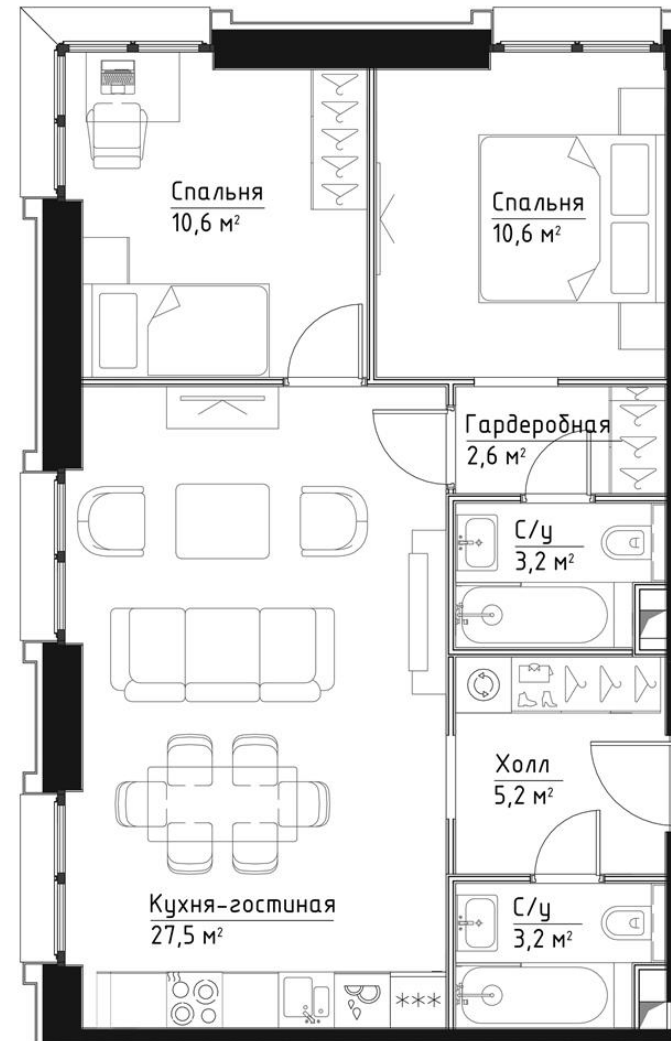 Спальня
10,6 м²
Спальня
10,6 м²
Гардеробная
2,6 м²
С/у
3,2 м²
Холл
5,2 м²
Кухня-гостиная
27,5 м²
С/у
3,2 м²
***